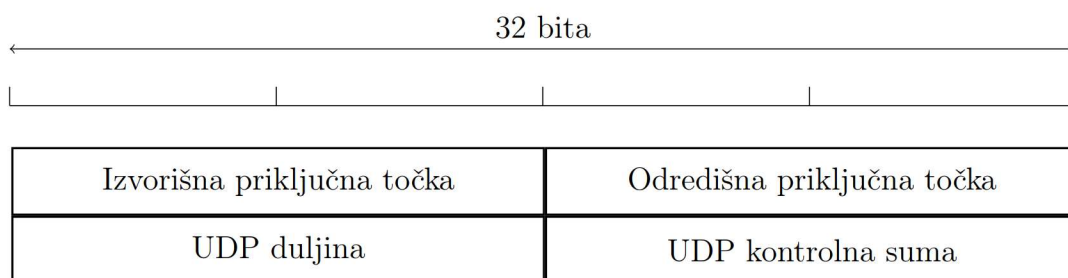 32 bita
Izvorišna priključna točka
Odredišna priključna točka
UDP duljina
UDP kontrolna suma